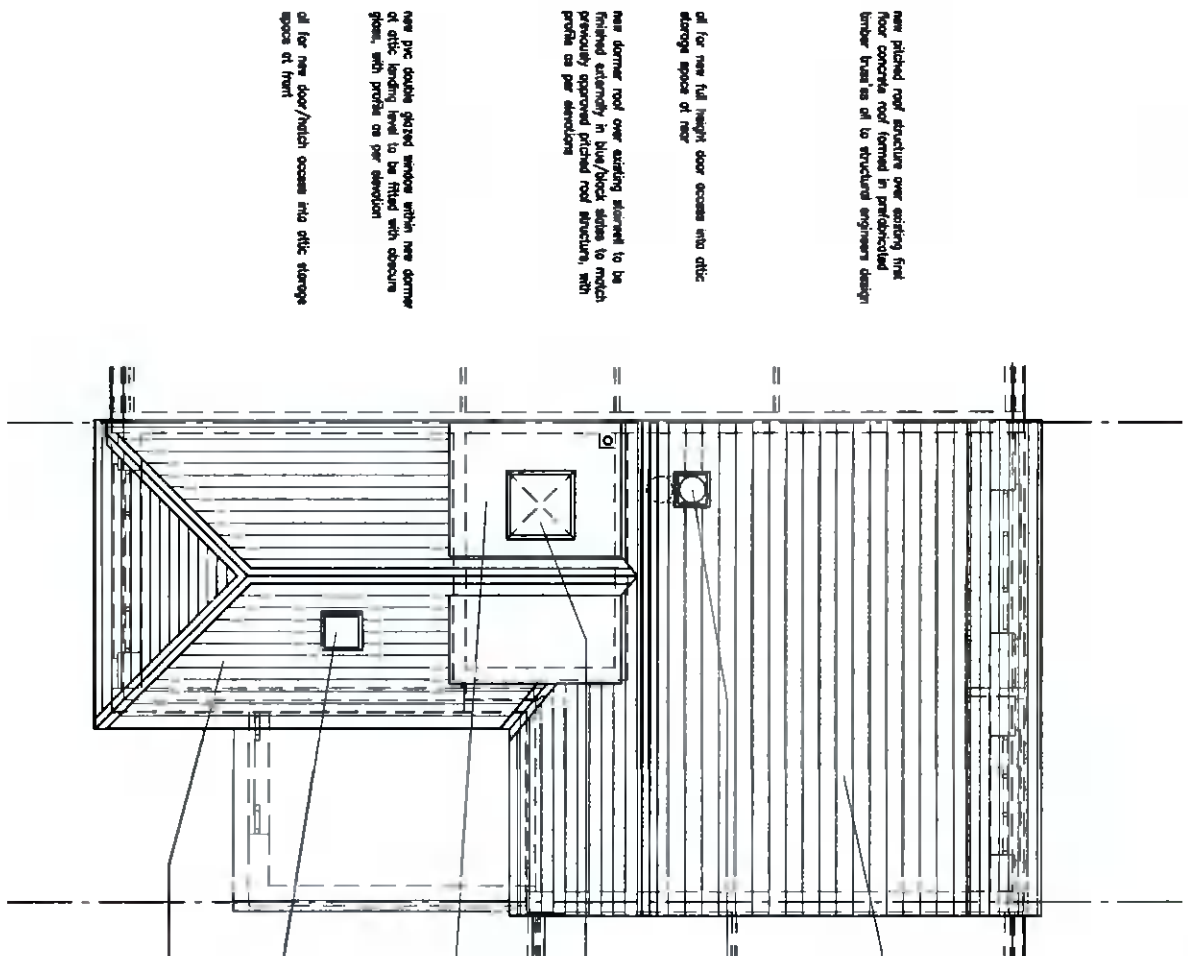 new pitched roof structure over existing first
floor concrete roof formed in prefabricated
timber truss'es all to structural engineers design
all for new full height door access into attic
storage space at rear
new dormer roof over existing stairwell to be
finished externally in blue/black slates to match
previously approved pitched roof structure, with
profile as per elevations
new pvc double glazed window within new dormer
at attic landing level to be fitted with obscure
glass, with profile as per elevation
all for new door/hatch access into attic storage
space at front